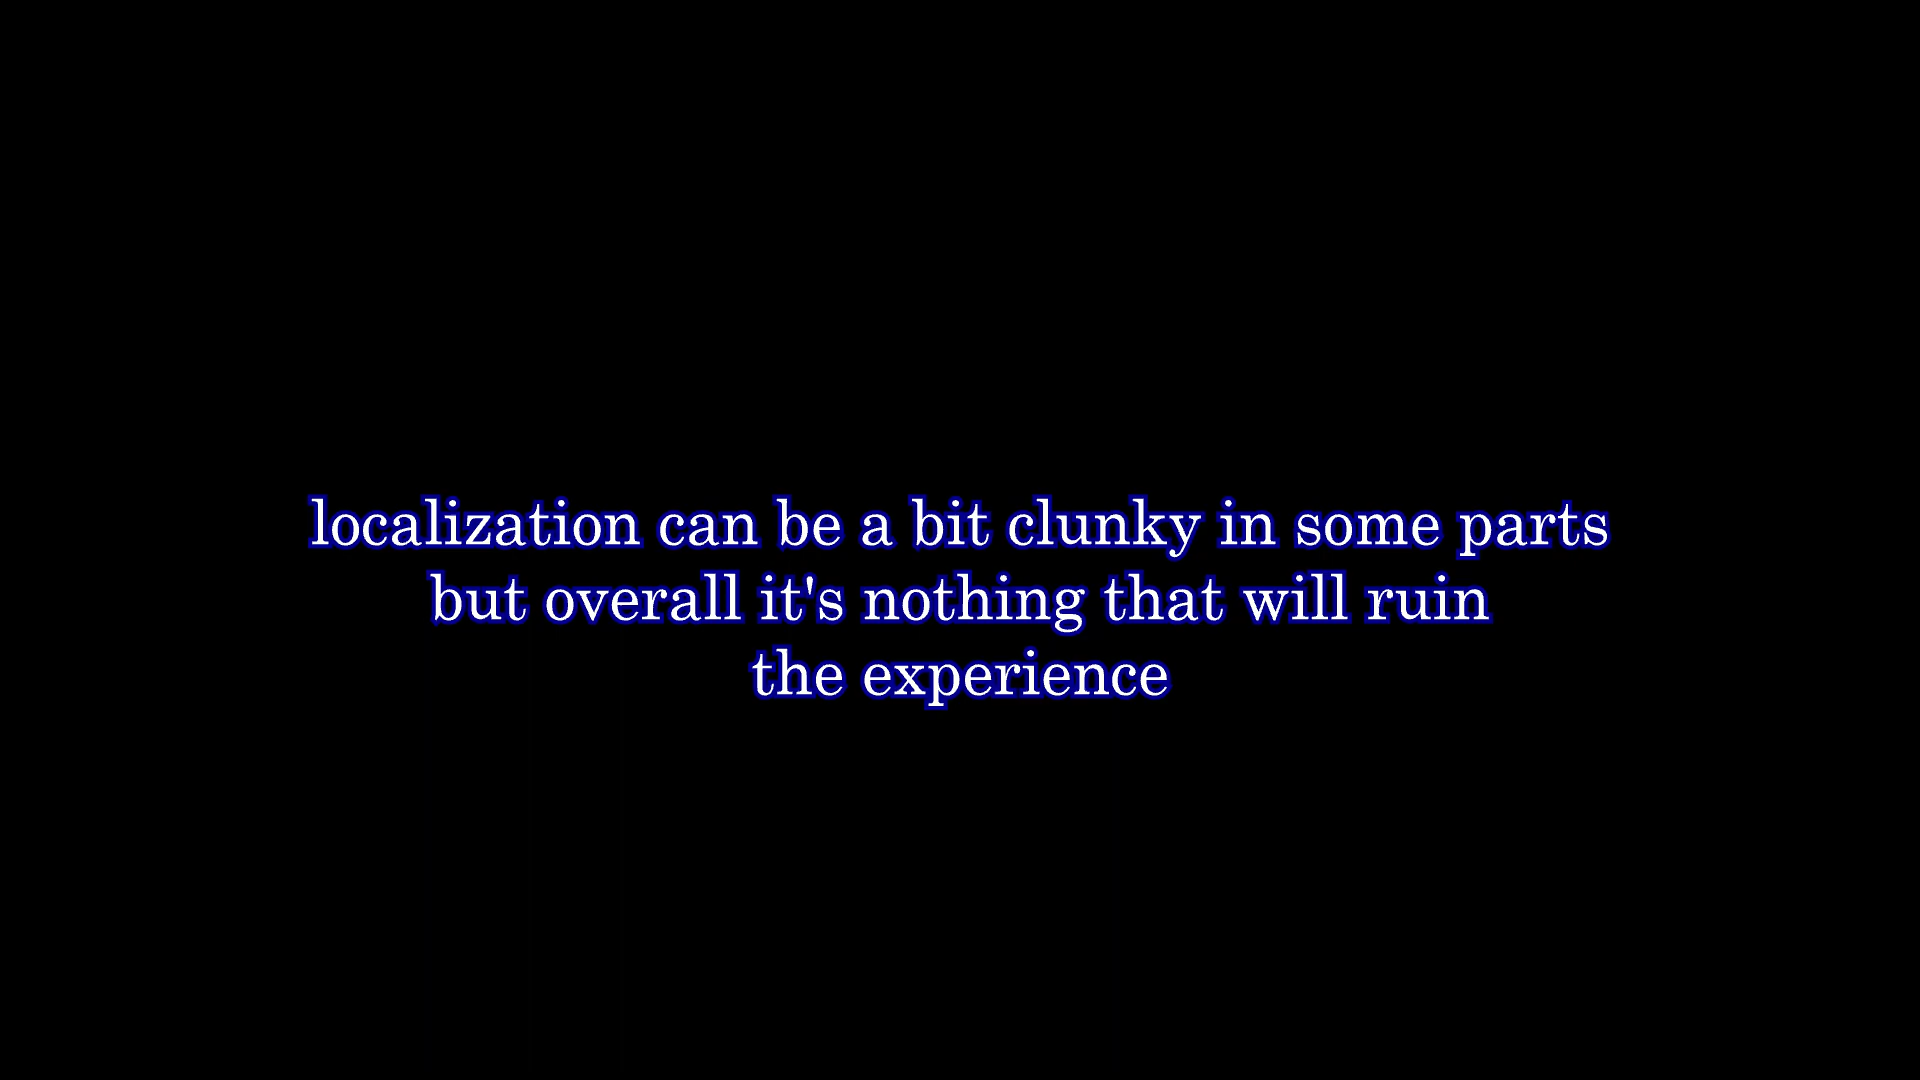 localization can be a bit clunky in some parts
but overall it's nothing that will ruin
the experience